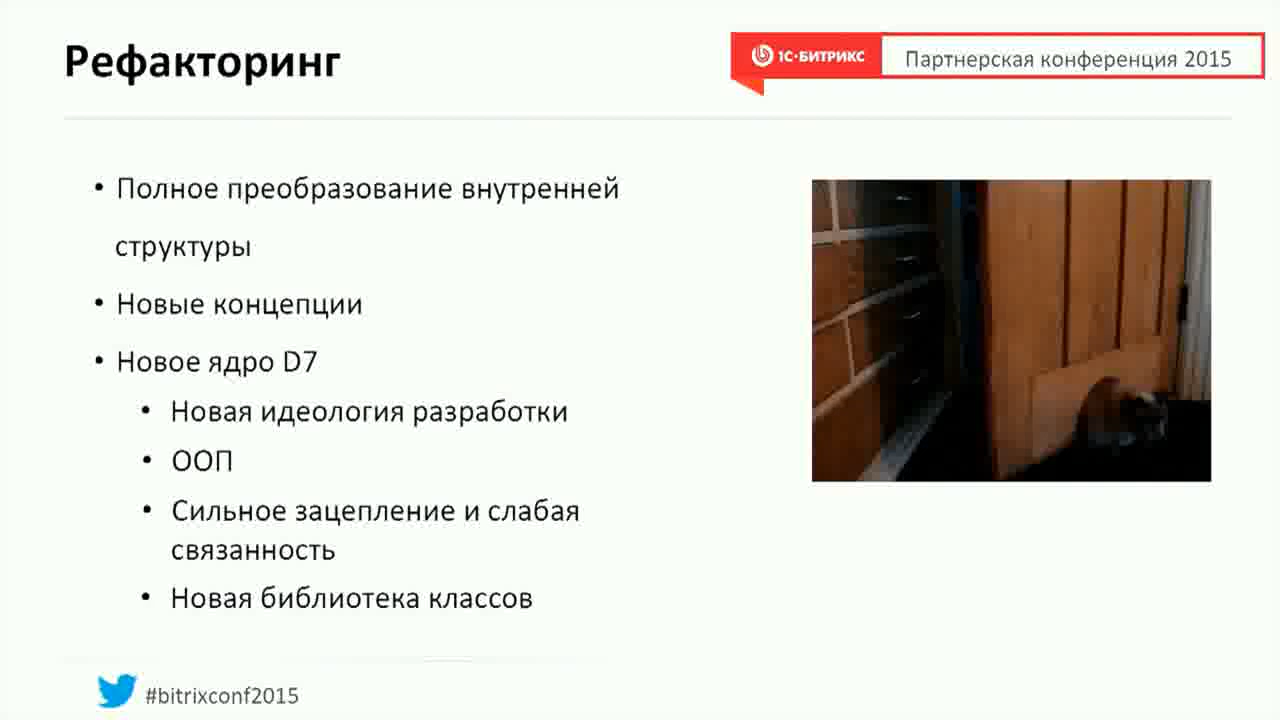 Рефакторинг
1С·БИТРИКС
Партнерская конференция 2015
• Полное преобразование внутренней
структуры
• Новые концепции
• Новое ядро D7
• Новая идеология разработки
• ООП
• Сильное зацепление и слабая
связанность
• Новая библиотека классов
#bitrixconf2015